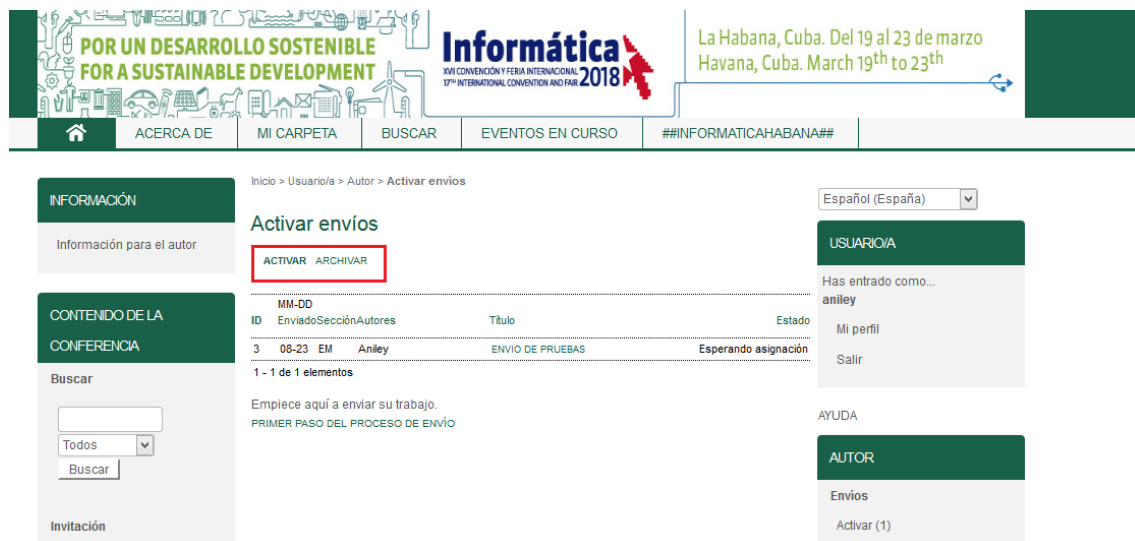 POR UN DESARROLLO SOSTENIBLE
FOR A SUSTAINABLE DEVELOPMENT
Informática
XVII CONVENCIÓN Y FERIA INTERNACIONAL
17TH INTERNATIONAL CONVENTION AND FAIR
2018
La Habana, Cuba. Del 19 al 23 de marzo
Havana, Cuba. March 19th to 23th
ACERCA DE MI CARPETA BUSCAR EVENTOS EN CURSO ##INFORMATICAHABANA##
INFORMACIÓN
Información para el autor
CONTENIDO DE LA
CONFERENCIA
Buscar
Todos
Buscar
Invitación
Inicio > Usuario/a > Autor > Activar envíos
Activar envíos
ACTIVAR ARCHIVAR
MM-DD
ID EnviadoSecciónAutores Título Estado
3 08-23 EM Aniley ENVIO DE PRUEBAS Esperando asignación
1 - 1 de 1 elementos
Empiece aquí a enviar su trabajo.
PRIMER PASO DEL PROCESO DE ENVÍO
Español (España)
USUARIO/A
Has entrado como...
aniley
Mi perfil
Salir
AYUDA
AUTOR
Envíos
Activar (1)